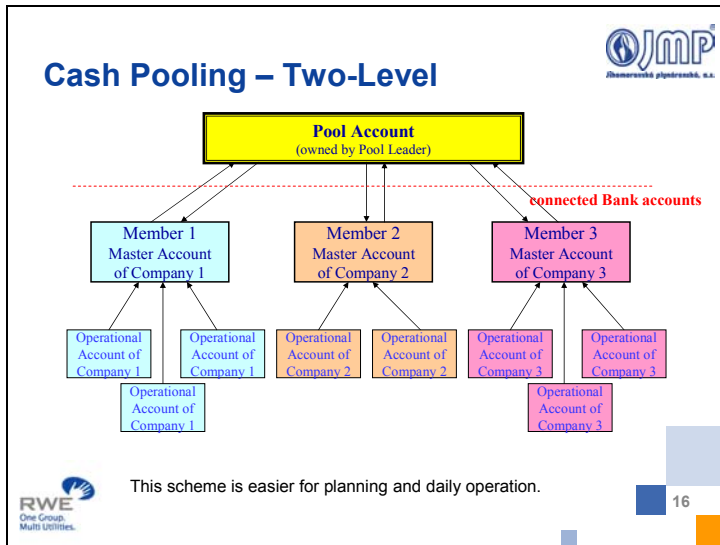 Cash Pooling – Two-Level
JMP
Jihomoravská plynárenská, a.s.
Pool Account
(owned by Pool Leader)
connected Bank accounts
Member 1
Master Account
of Company 1
Member 2
Master Account
of Company 2
Member 3
Master Account
of Company 3
Operational
Account of
Company 1
Operational
Account of
Company 1
Operational
Account of
Company 1
Operational
Account of
Company 2
Operational
Account of
Company 2
Operational
Account of
Company 3
Operational
Account of
Company 3
Operational
Account of
Company 3
This scheme is easier for planning and daily operation.
RWE
One Group.
Multi Utilities.
16